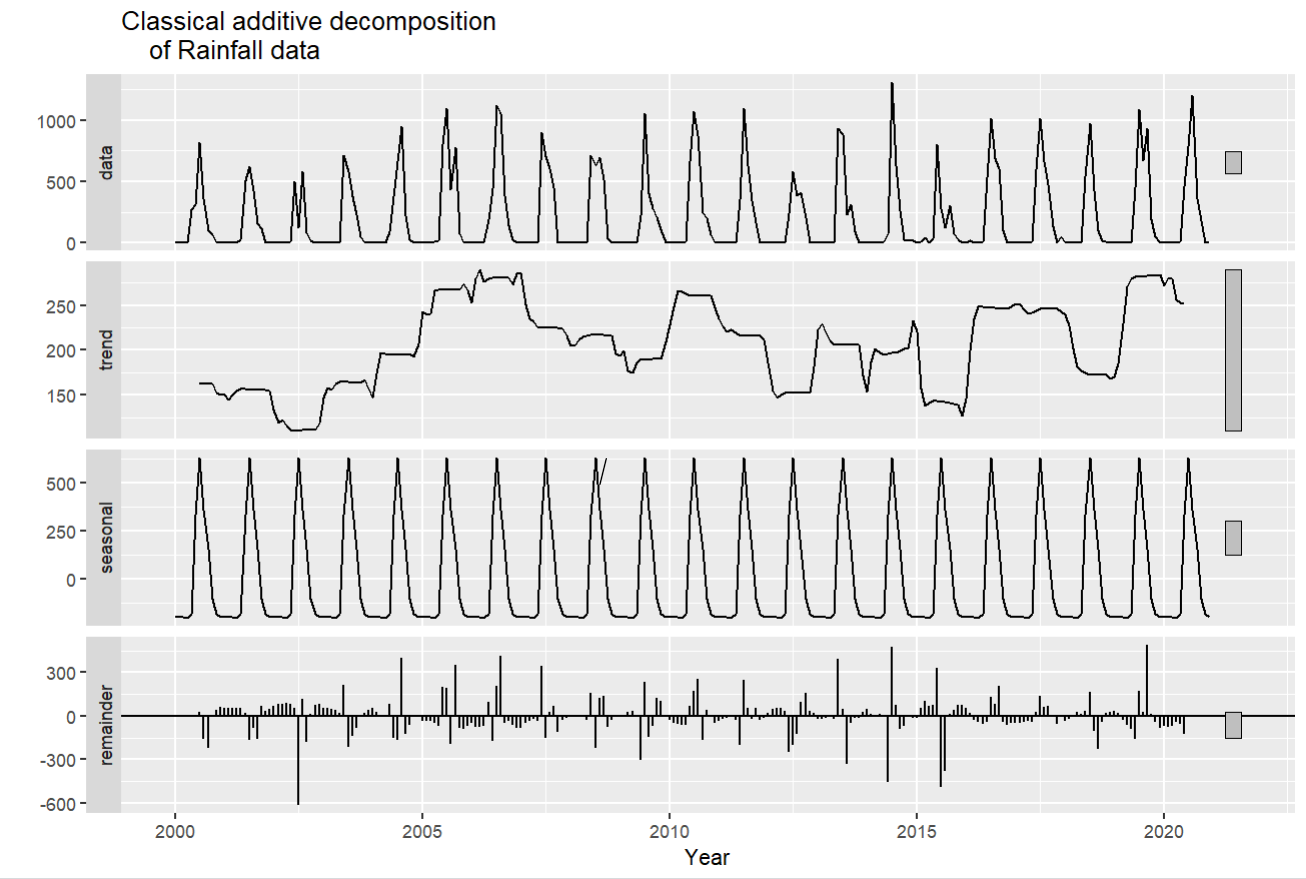 Classical additive decomposition
of Rainfall data
1000
500
0
data
250
200
150
trend
500
250
0
seasonal
300
0
-300
-600
remainder
2000 2005 2010 2015 2020
Year